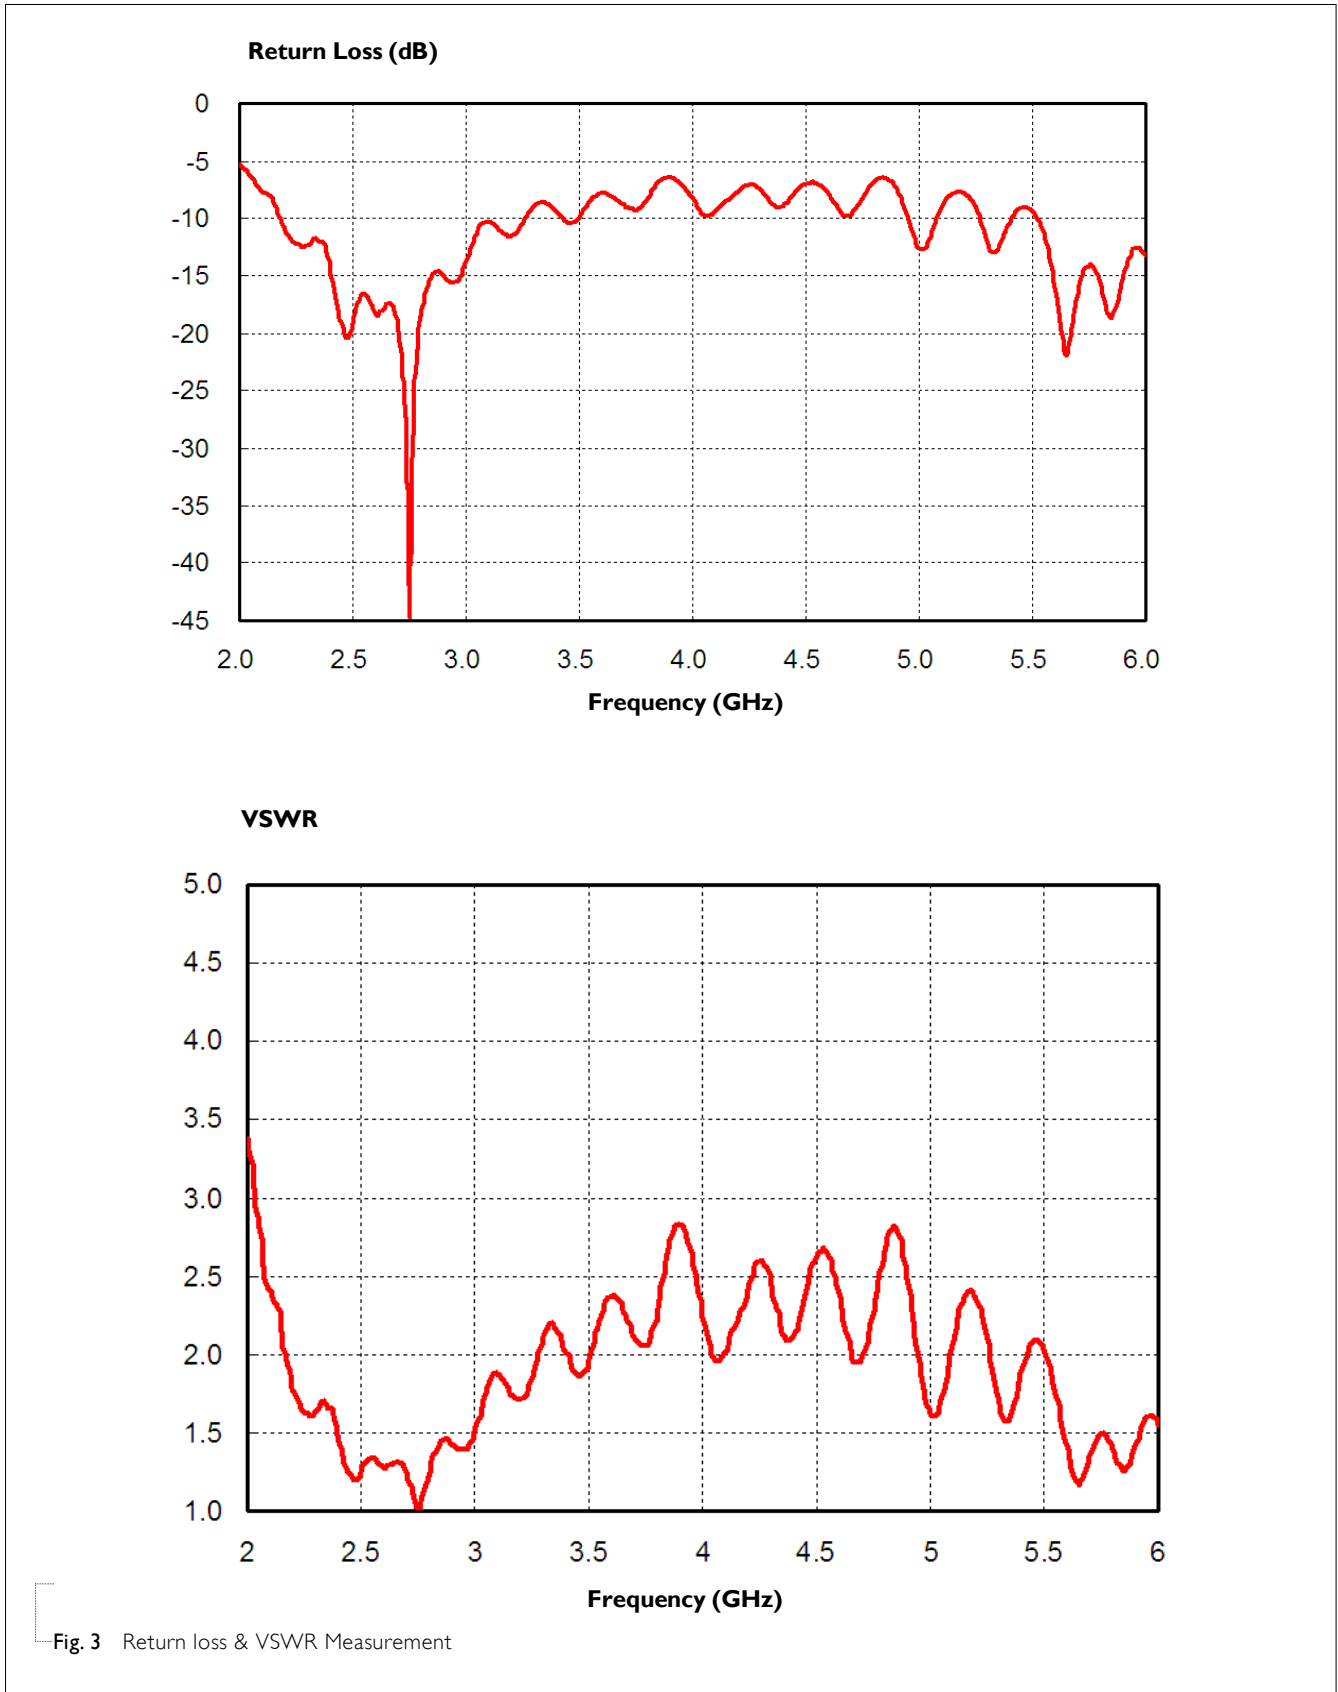 Return Loss (dB)
0
-5
-10
-15
-20
-25
-30
-35
-40
-45
2.0 2.5 3.0 3.5 4.0 4.5 5.0 5.5 6.0
Frequency (GHz)
VSWR
5.0
4.5
4.0
3.5
3.0
2.5
2.0
1.5
1.0
2 2.5 3 3.5 4 4.5 5 5.5 6
Frequency (GHz)
Fig. 3 Return loss & VSWR Measurement